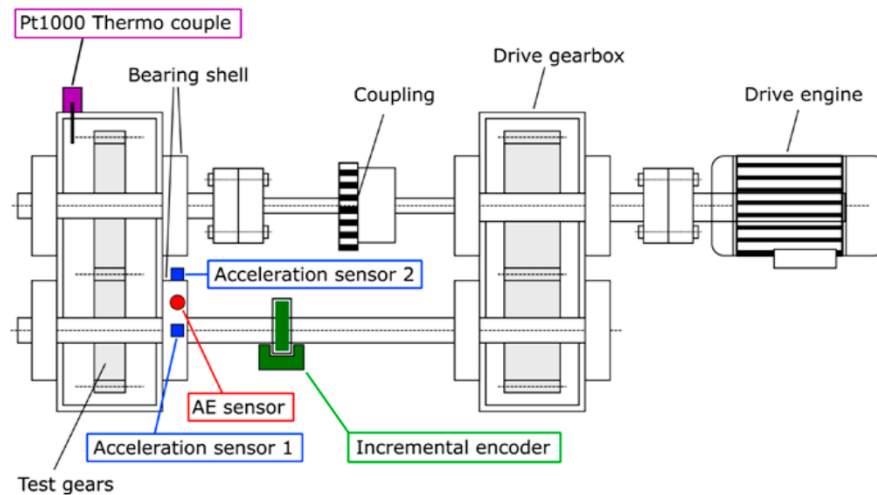 Pt1000 Thermo couple
Bearing shell
Coupling
Drive gearbox
Drive engine
Acceleration sensor 2
AE sensor
Acceleration sensor 1
Incremental encoder
Test gears